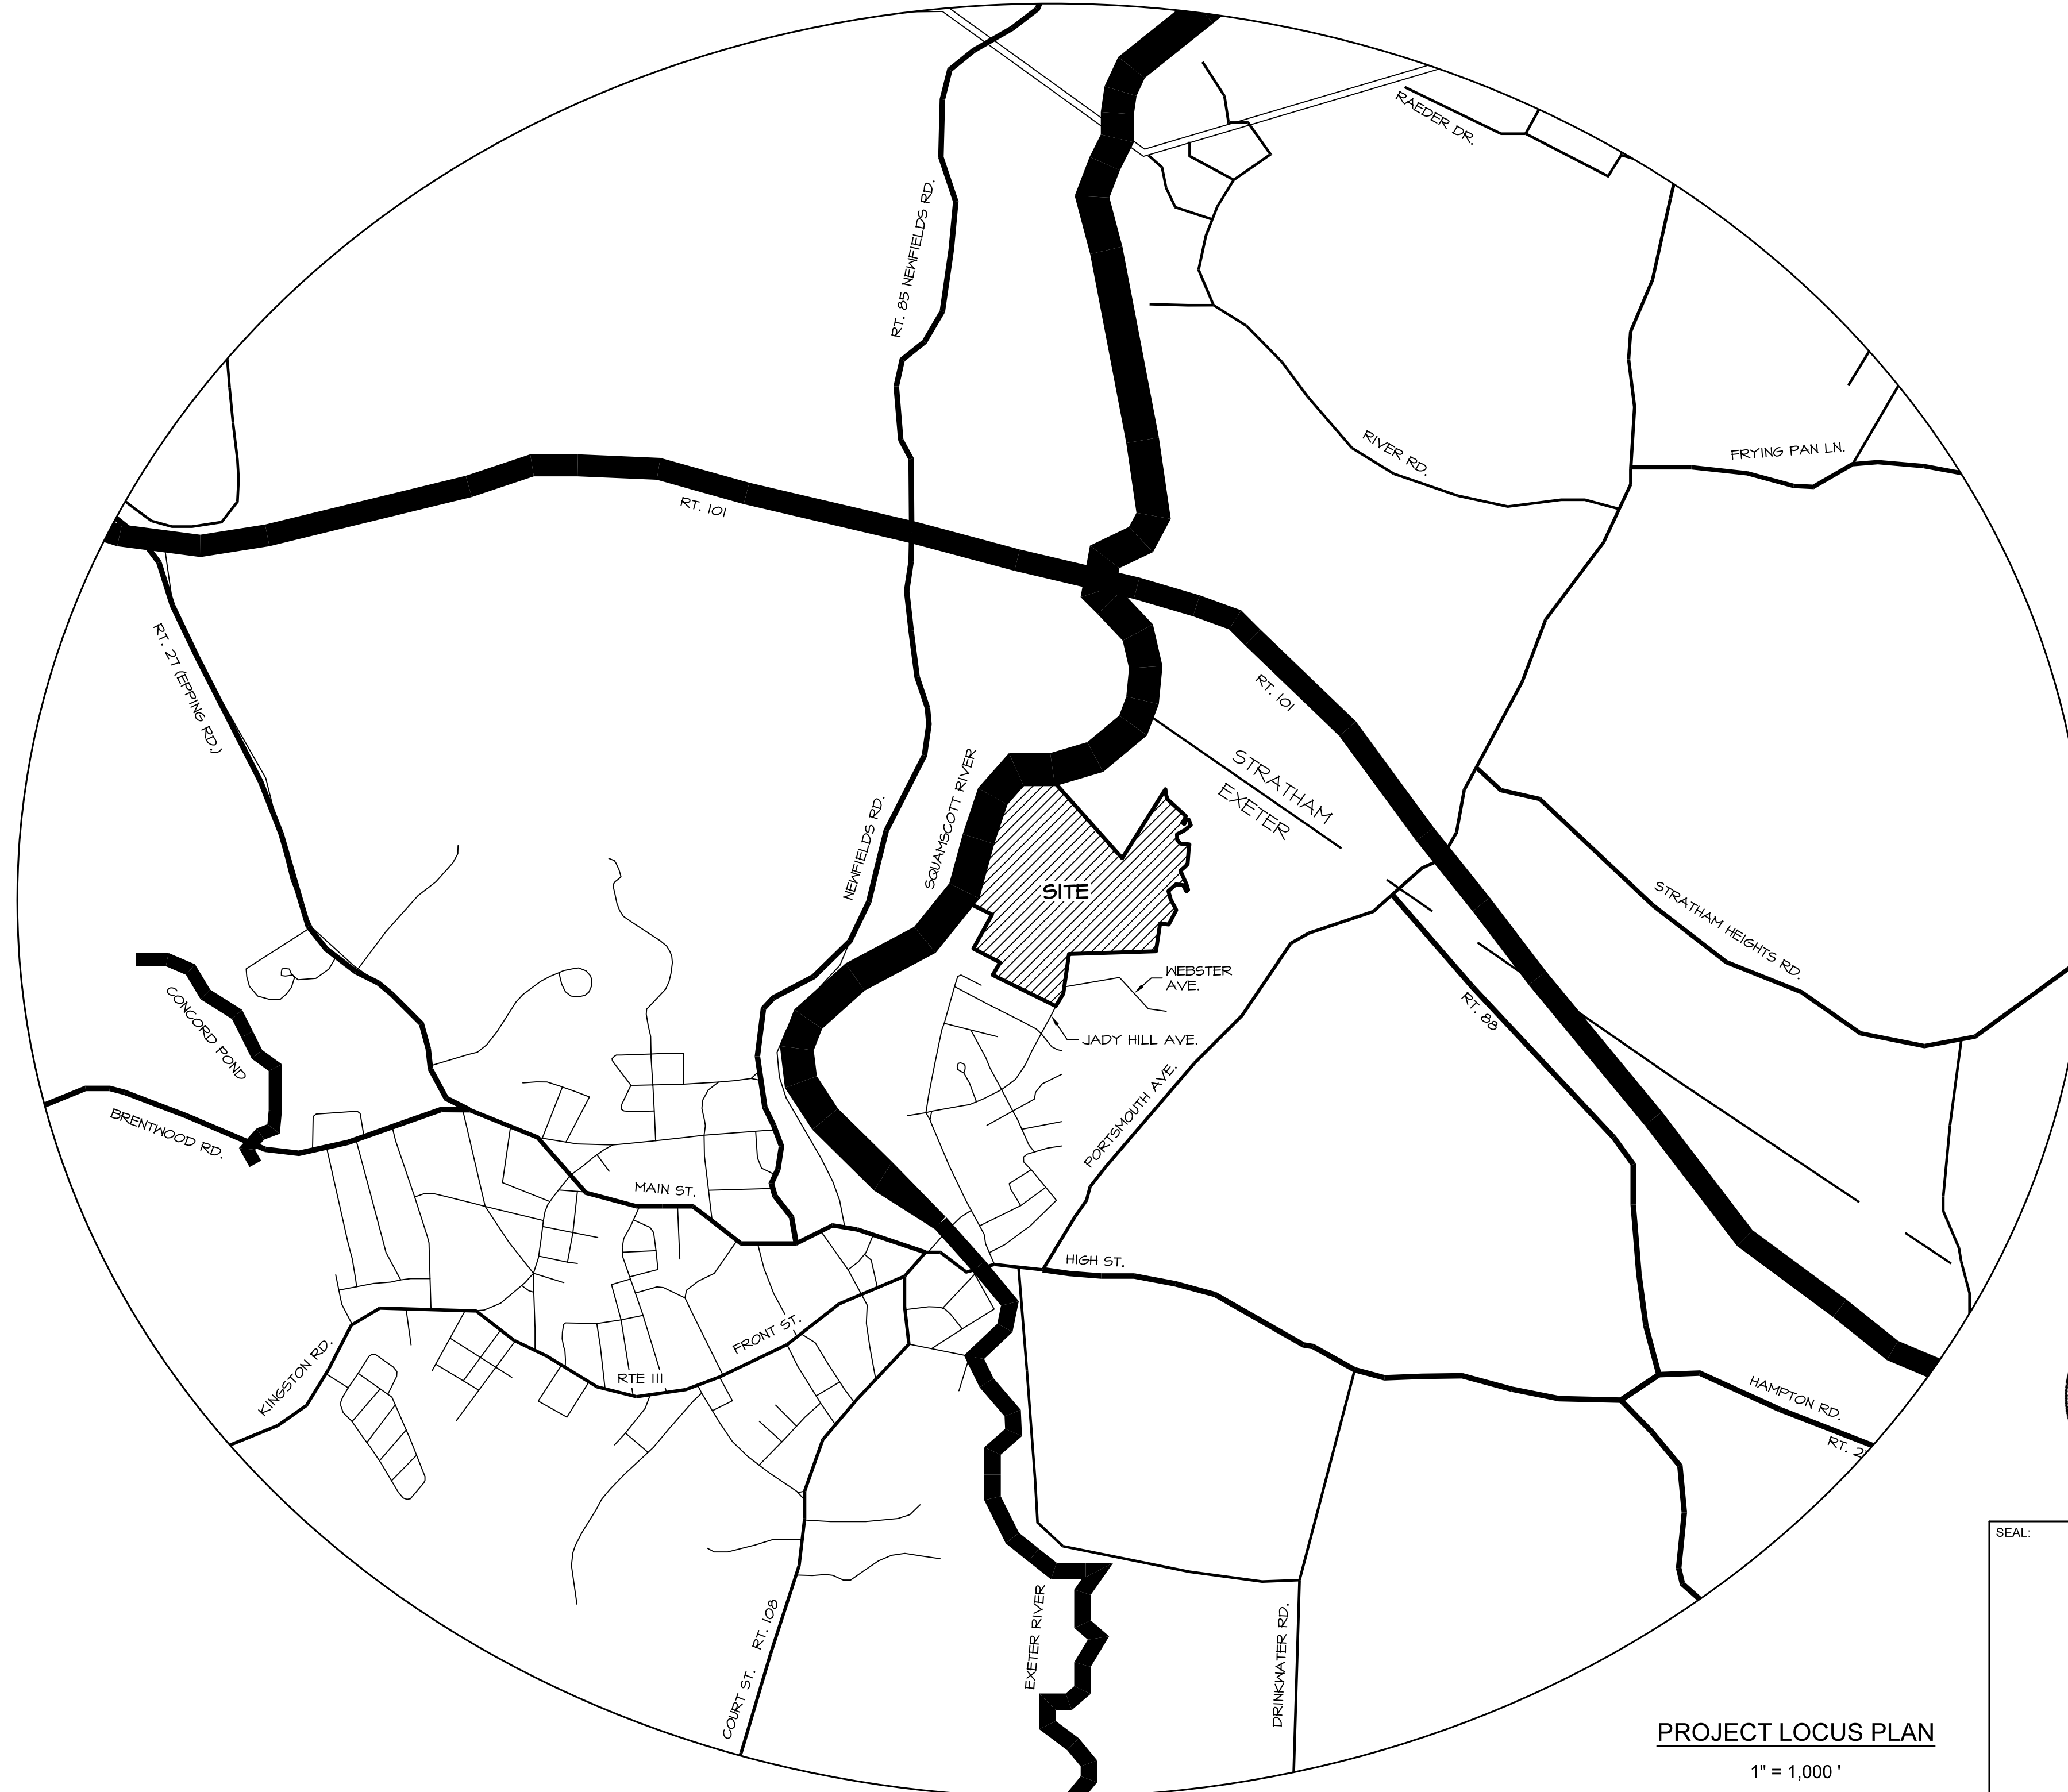 RAEDER DR.
RT. 85 NEWFIELDS RD.
RIVER RD.
FRYING PAN LN.
RT. 101
RT. 27 (EPPING RD.)
RT. 101
STRATHAM
EXETER
SQUAMSCOTT RIVER
NEWFIELDS RD.
SITE
STRATHAM HEIGHTS RD.
WEBSTER
AVE.
CONCORD POND
RT. 88
JADY HILL AVE.
PORTSMOUTH AVE.
BRENTWOOD RD.
MAIN ST.
HIGH ST.
FRONT ST.
KINGSTON RD.
RTE 111
HAMPTON RD.
RT. 2
SEAL:
EXETER RIVER
COURT ST. RT. 108
DRINKWATER RD.
PROJECT LOCUS PLAN
1" = 1,000 '